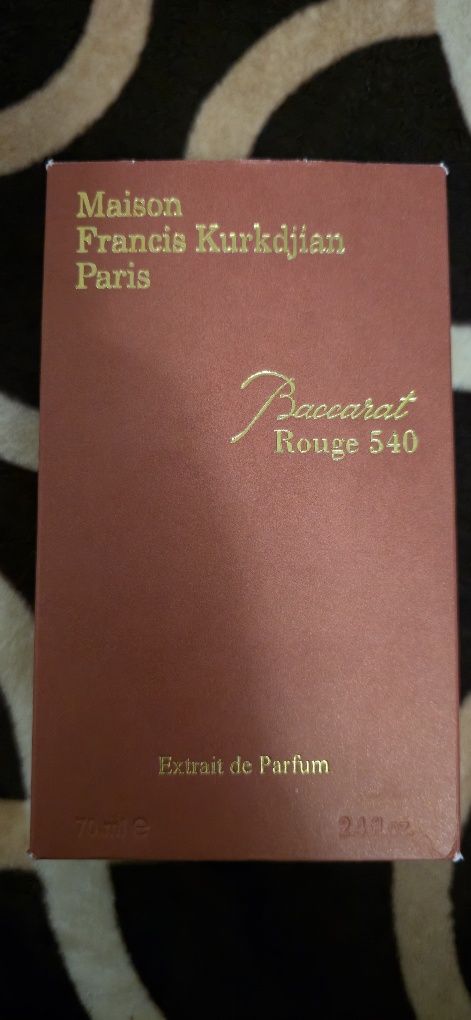 Maison
Francis Kurkdjian
Paris
Baccarat
Rouge 540
Extrait de Parfum
70 ml ℮ 2.4 fl. oz.